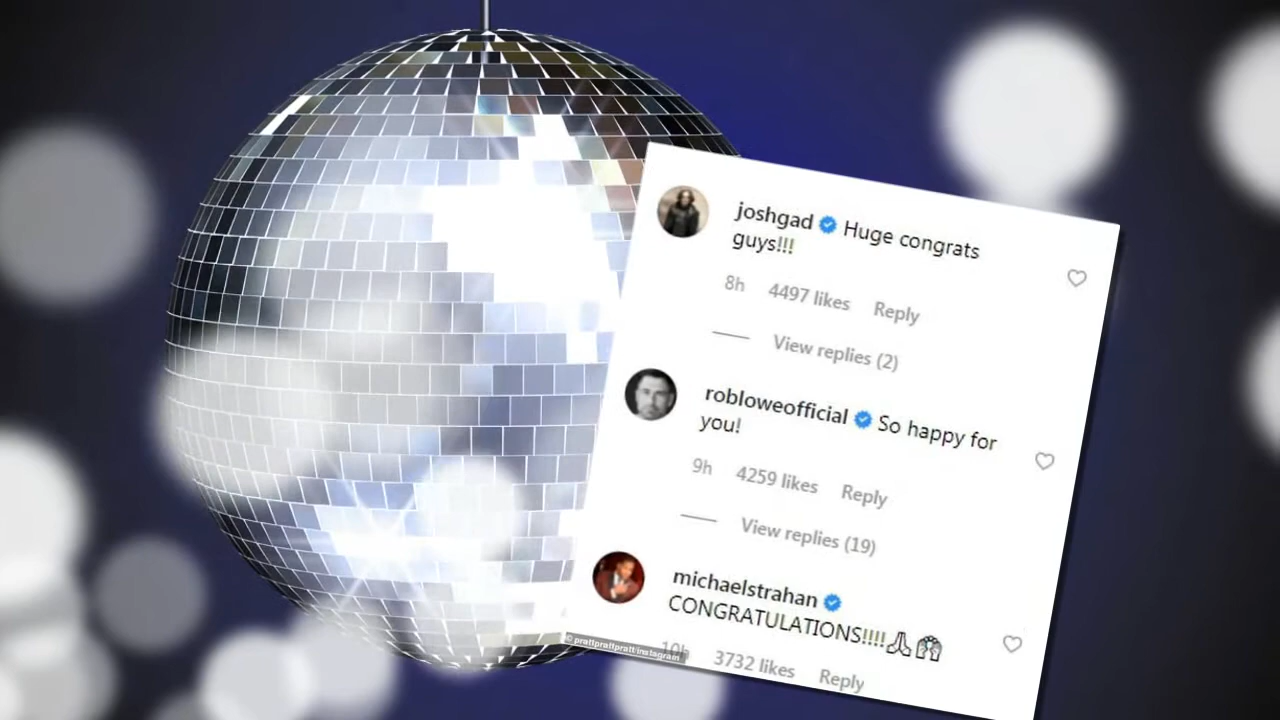 joshgad Huge congrats
guys!!!
8h 4497 likes Reply
View replies (2)
robloweofficial So happy for
you!
9h 4259 likes Reply
View replies (19)
michaelstrahan
CONGRATULATIONS!!!!🙏🙌
10h 3732 likes Reply
© prattprattpratt/instagram